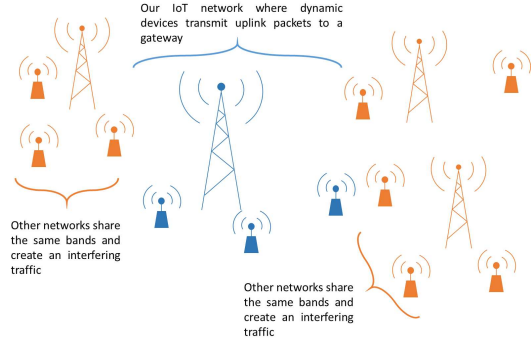 Our IoT network where dynamic
devices transmit uplink packets to a
gateway
Other networks share
the same bands and
create an interfering
traffic
Other networks share
the same bands and
create an interfering
traffic